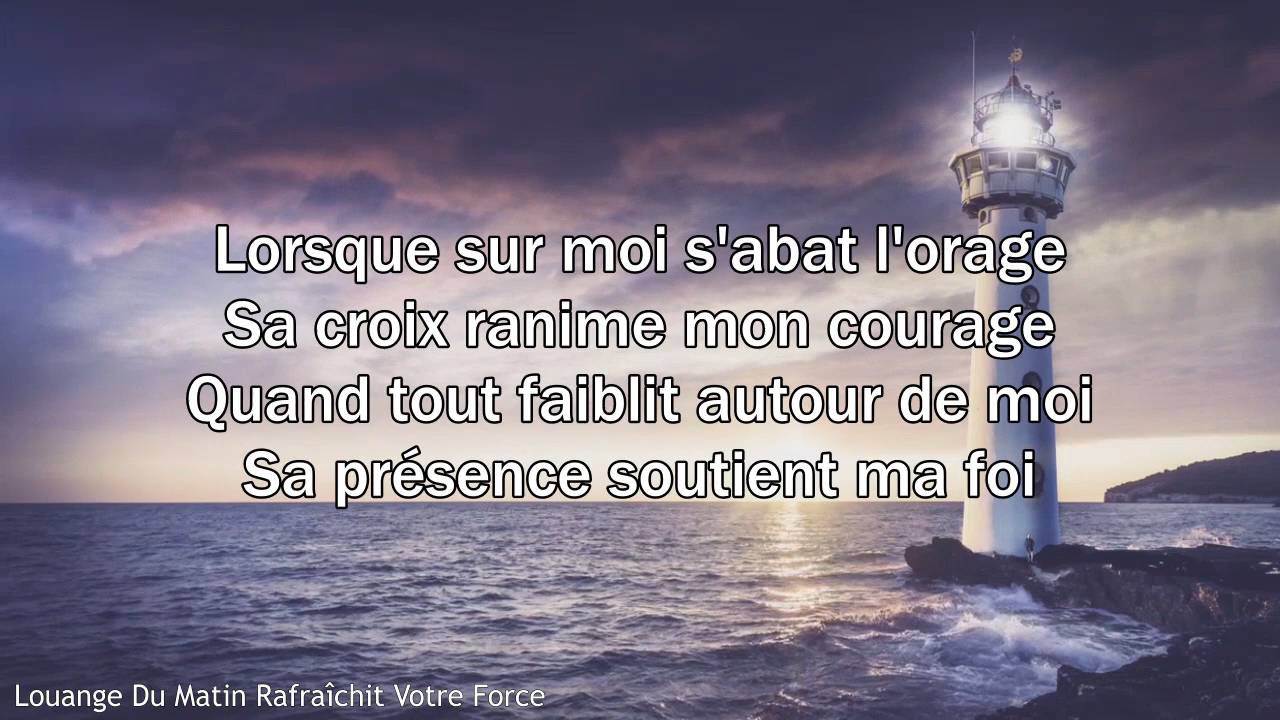 Lorsque sur moi s'abat l'orage
Sa croix ranime mon courage
Quand tout faiblit autour de moi
Sa présence soutient ma foi
Louange Du Matin Rafraîchit Votre Force